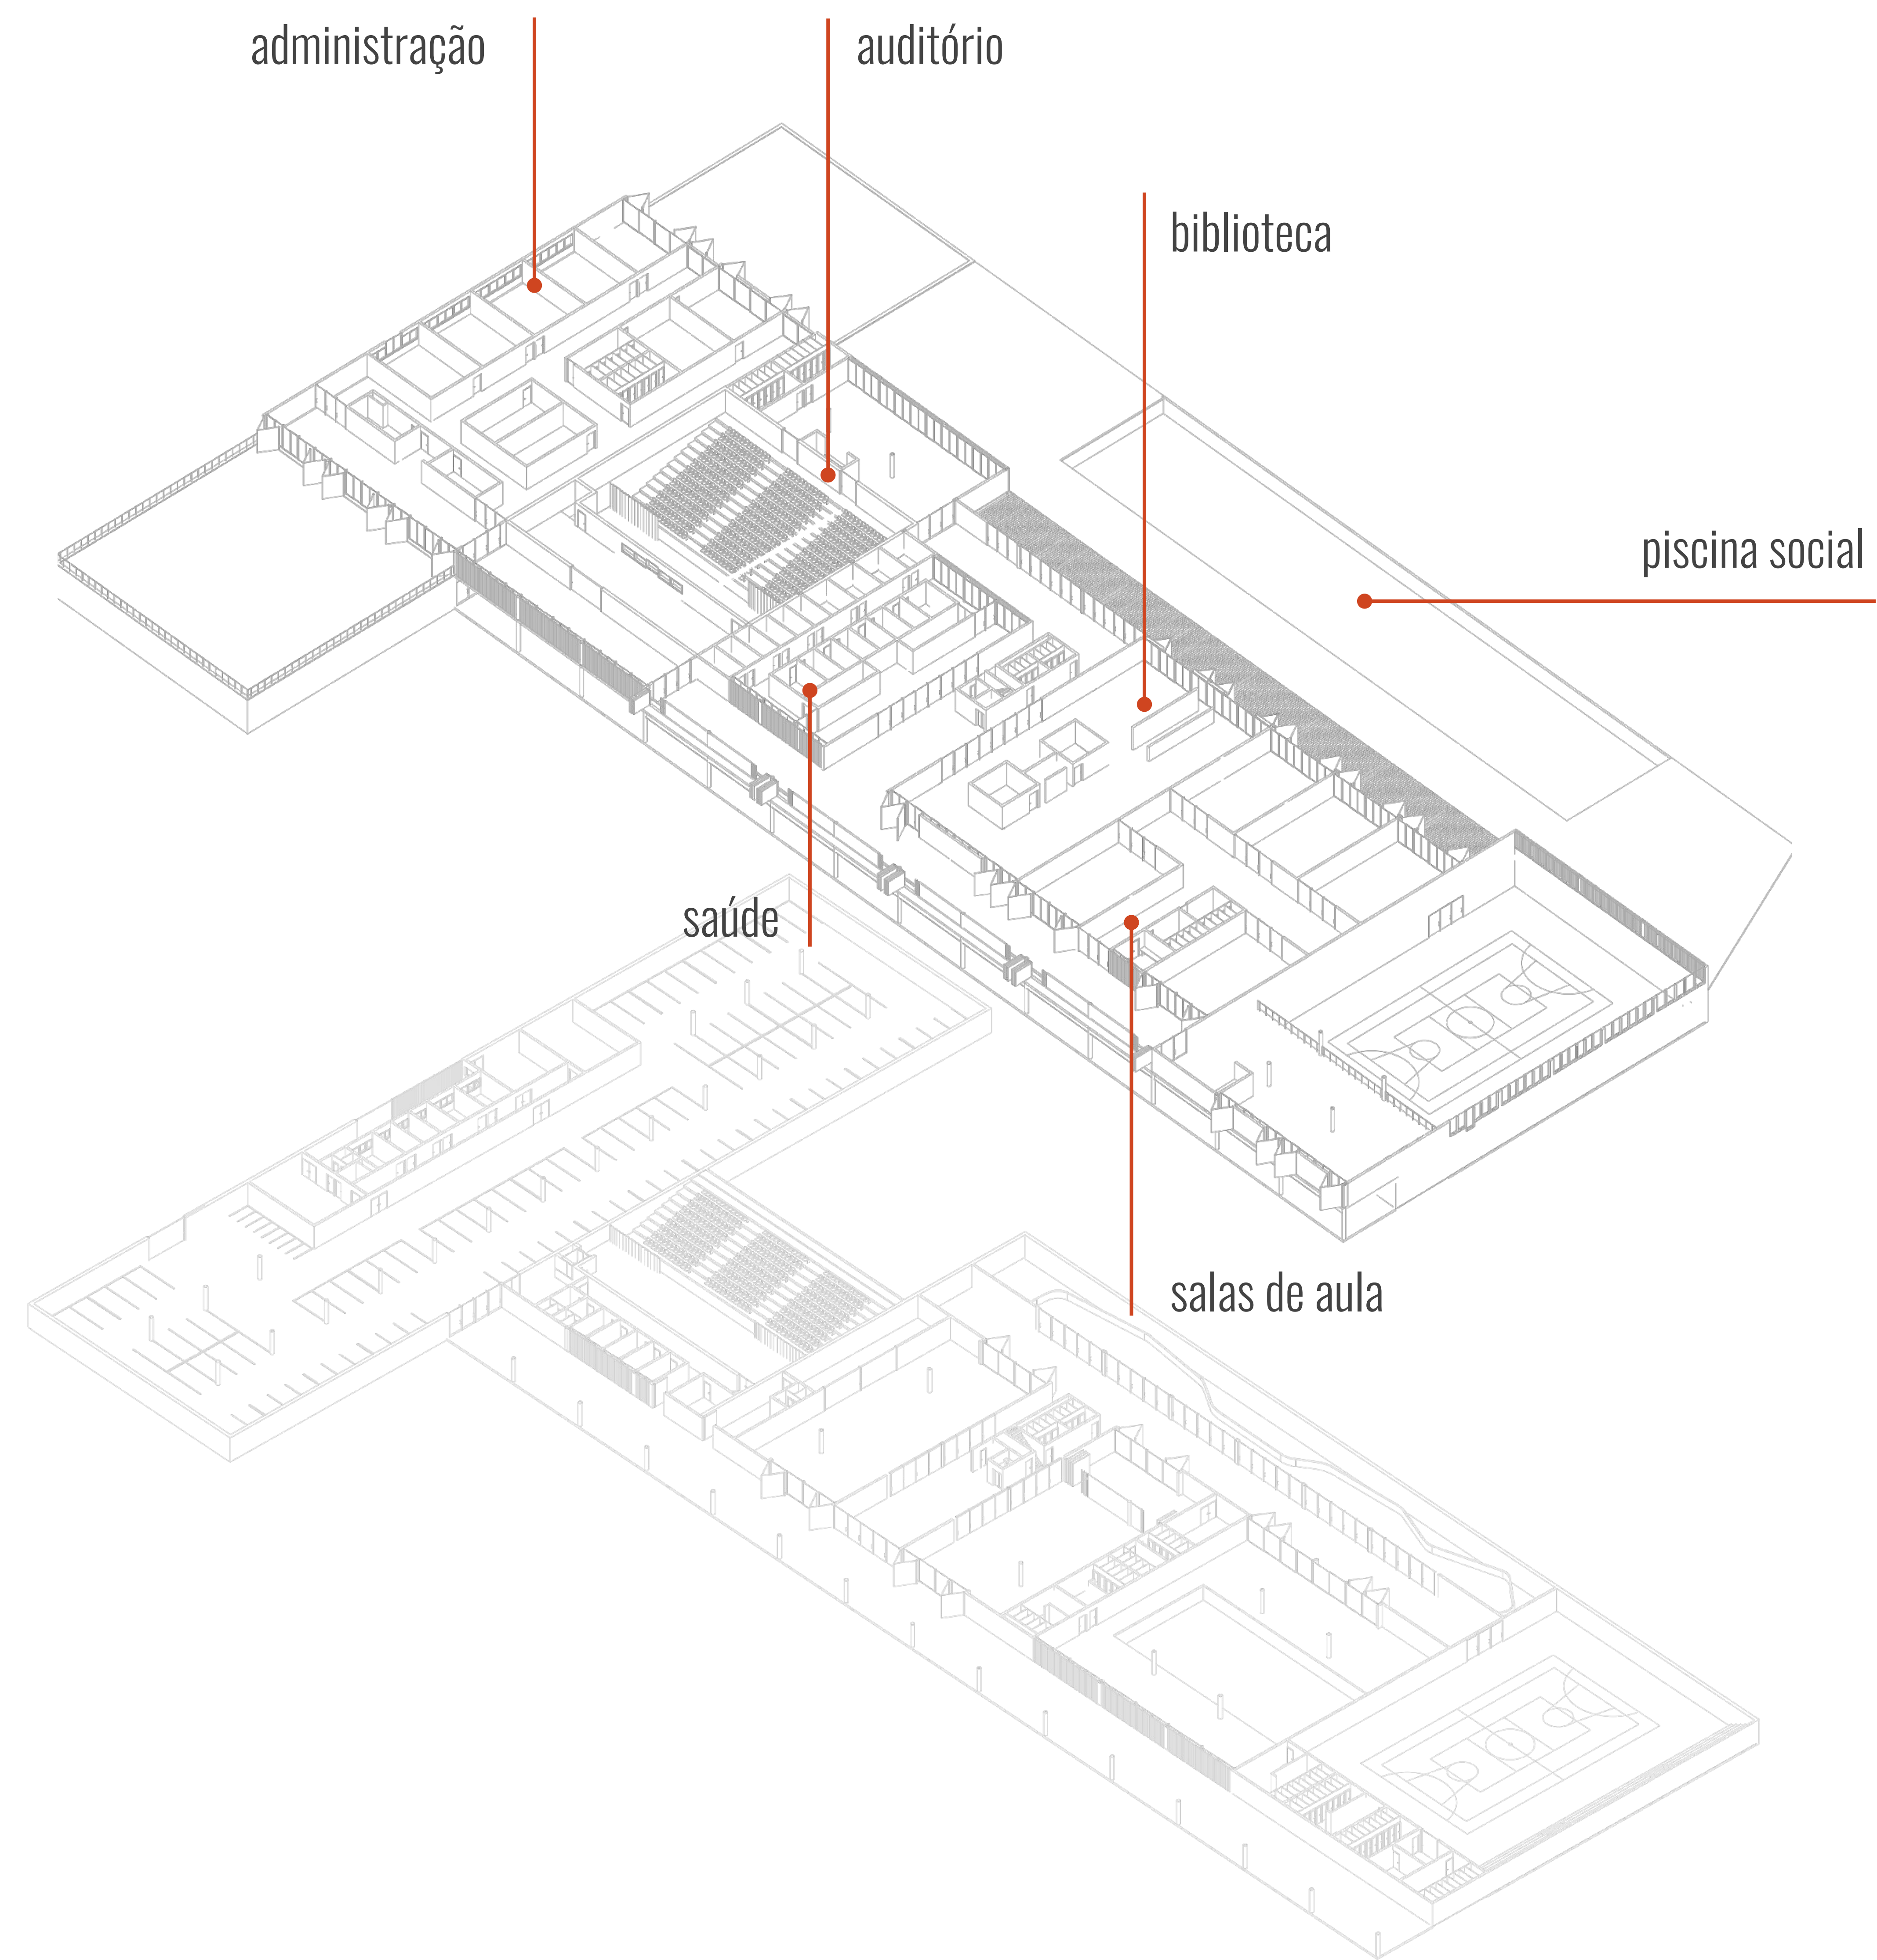 administração
auditório
biblioteca
piscina social
saúde
salas de aula